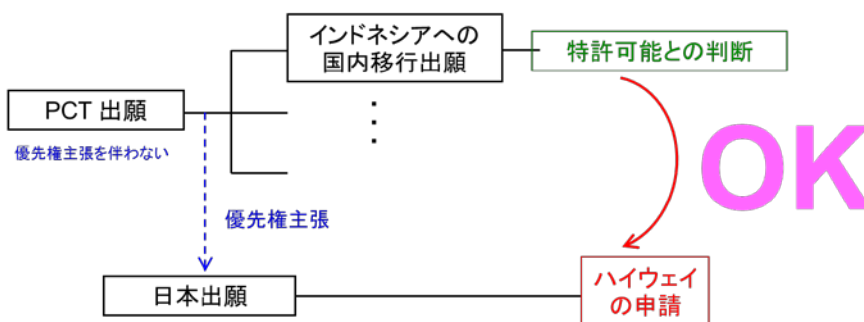 インドネシアへの
国内移行出願
特許可能との判断
PCT 出願
優先権主張を伴わない
OK
優先権主張
日本出願
ハイウェイ
の申請